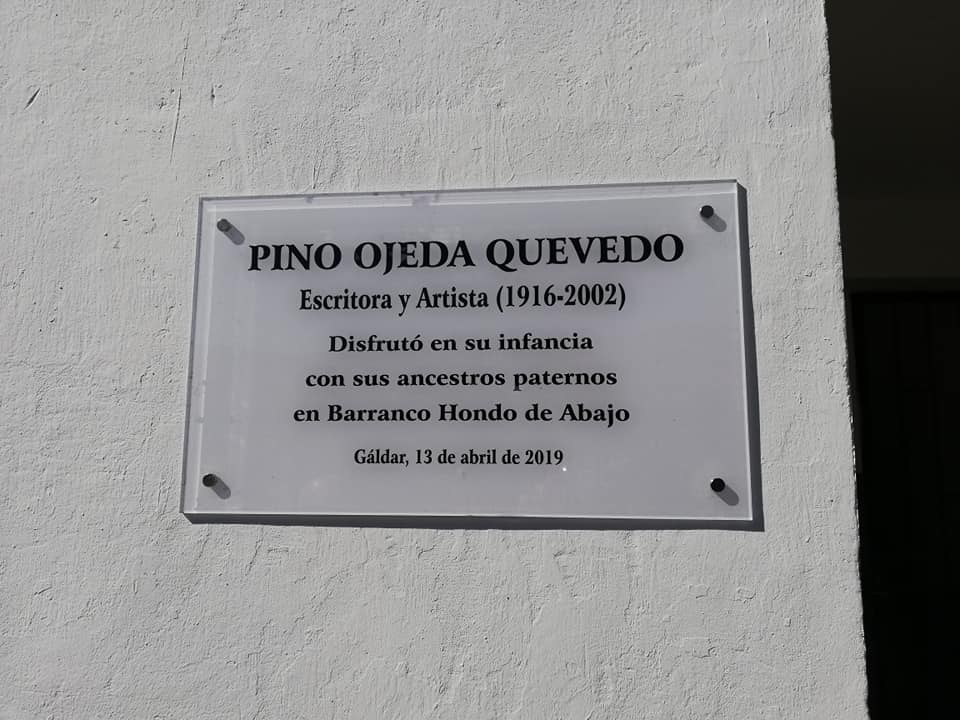 PINO OJEDA QUEVEDO
Escritora y Artista (1916-2002)
Disfrutó en su infancia
con sus ancestros paternos
en Barranco Hondo de Abajo
Gáldar, 13 de abril de 2019